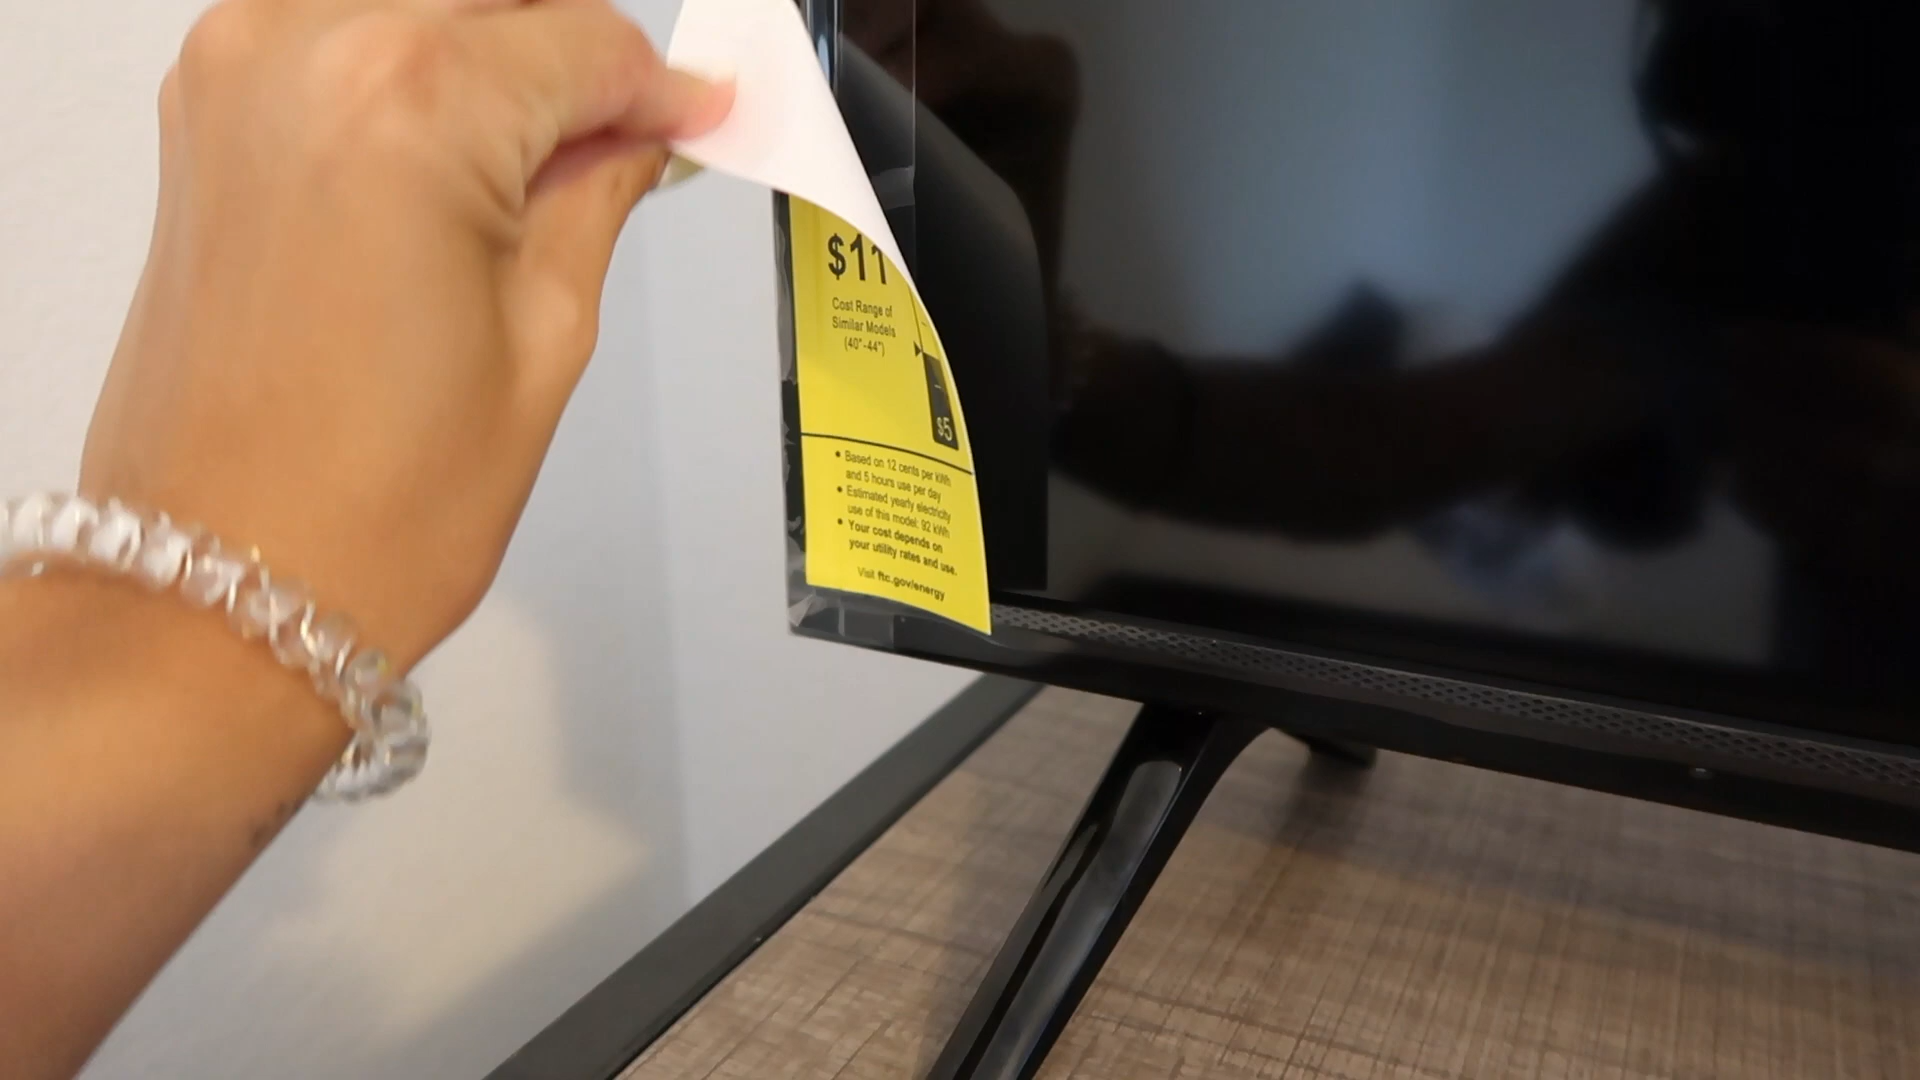 $11
Cost Range of
Similar Models
(40"-44")
$5
• Based on 12 cents per kWh
and 5 hours use per day
• Estimated yearly electricity
use of this model: 92 kWh
• Your cost depends on
your utility rates and use.
Visit ftc.gov/energy